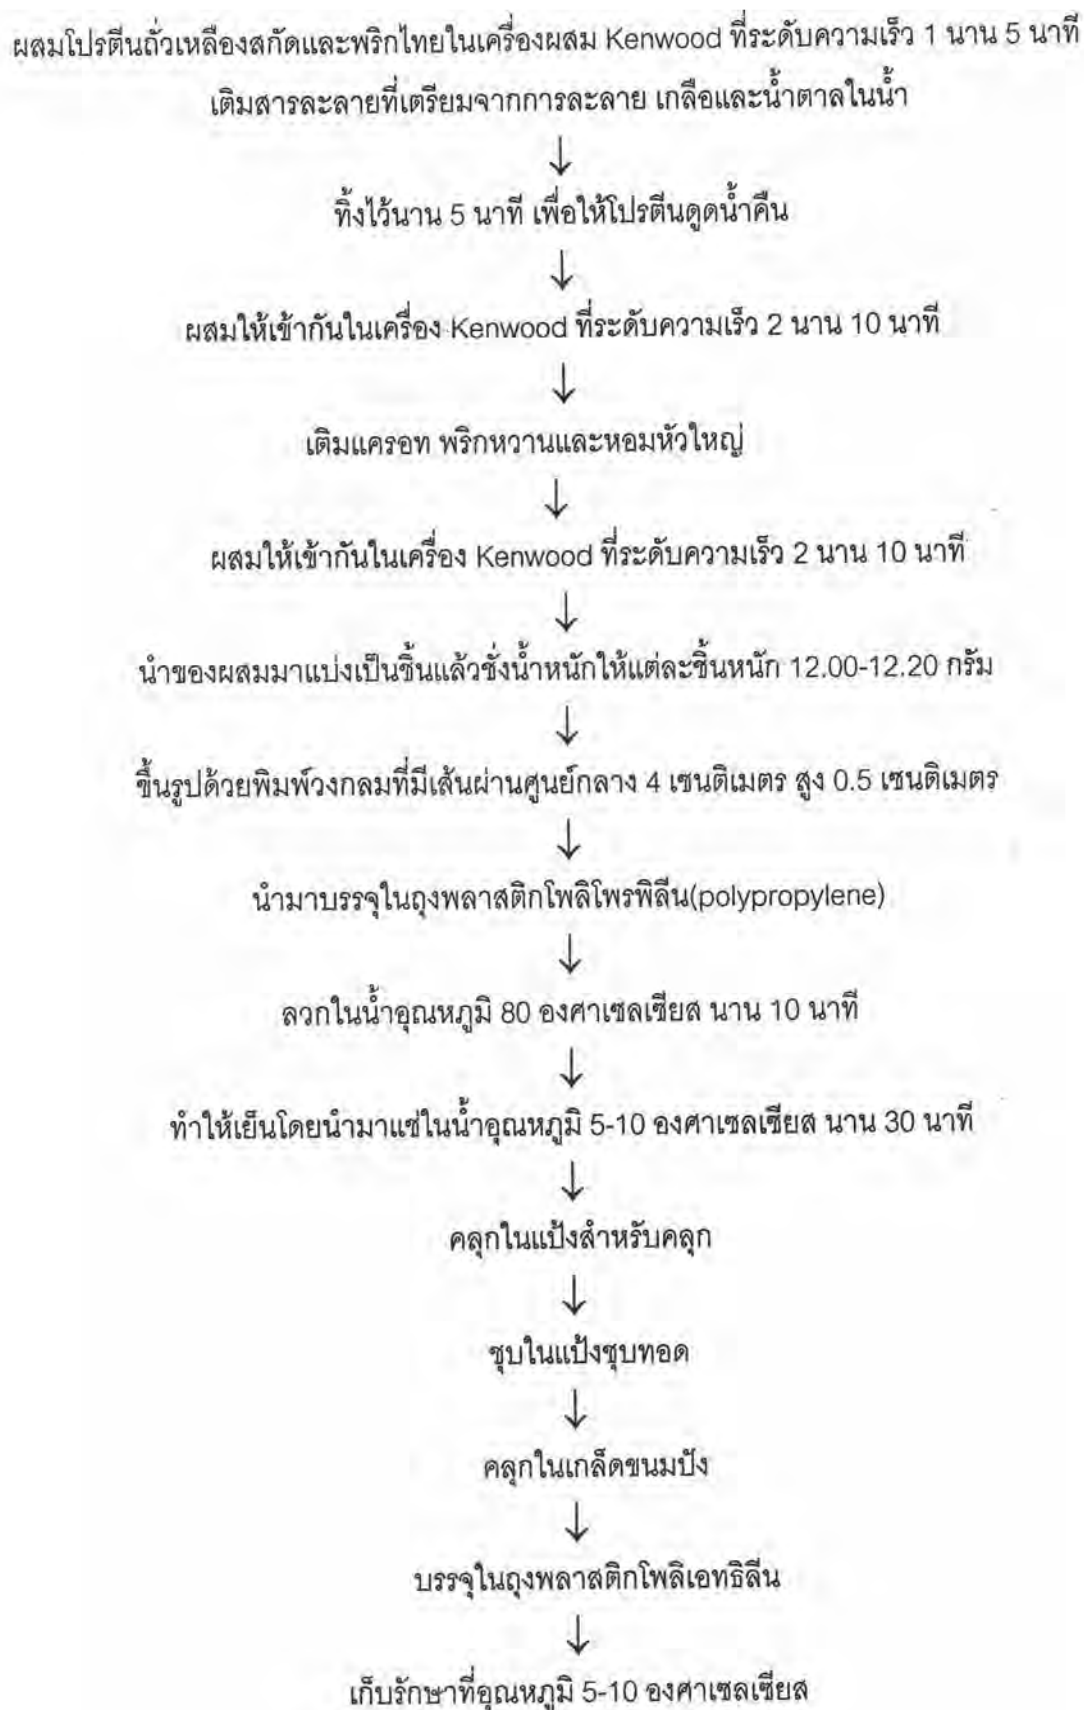 ผสมโปรตีนถั่วเหลืองสกัดและพริกไทยในเครื่องผสม Kenwood ที่ระดับความเร็ว 1 นาน 5 นาที
เติมสารละลายที่เตรียมจากการละลาย เกลือและน้ำตาลในน้ำ
↓
ทิ้งไว้นาน 5 นาที เพื่อให้โปรตีนดูดน้ำคืน
↓
ผสมให้เข้ากันในเครื่อง Kenwood ที่ระดับความเร็ว 2 นาน 10 นาที
↓
เติมแครอท พริกหวานและหอมหัวใหญ่
↓
ผสมให้เข้ากันในเครื่อง Kenwood ที่ระดับความเร็ว 2 นาน 10 นาที
↓
นำของผสมมาแบ่งเป็นชิ้นแล้วชั่งน้ำหนักให้แต่ละชิ้นหนัก 12.00-12.20 กรัม
↓
ขึ้นรูปด้วยพิมพ์วงกลมที่มีเส้นผ่านศูนย์กลาง 4 เซนติเมตร สูง 0.5 เซนติเมตร
↓
นำมาบรรจุในถุงพลาสติกโพลิโพรพิลีน(polypropylene)
↓
ลวกในน้ำอุณหภูมิ 80 องศาเซลเซียส นาน 10 นาที
↓
ทำให้เย็นโดยนำมาแช่ในน้ำอุณหภูมิ 5-10 องศาเซลเซียส นาน 30 นาที
↓
คลุกในแป้งสำหรับคลุก
↓
ชุบในแป้งชุบทอด
↓
คลุกในเกล็ดขนมปัง
↓
บรรจุในถุงพลาสติกโพลิเอทธิลีน
↓
เก็บรักษาที่อุณหภูมิ 5-10 องศาเซลเซียส